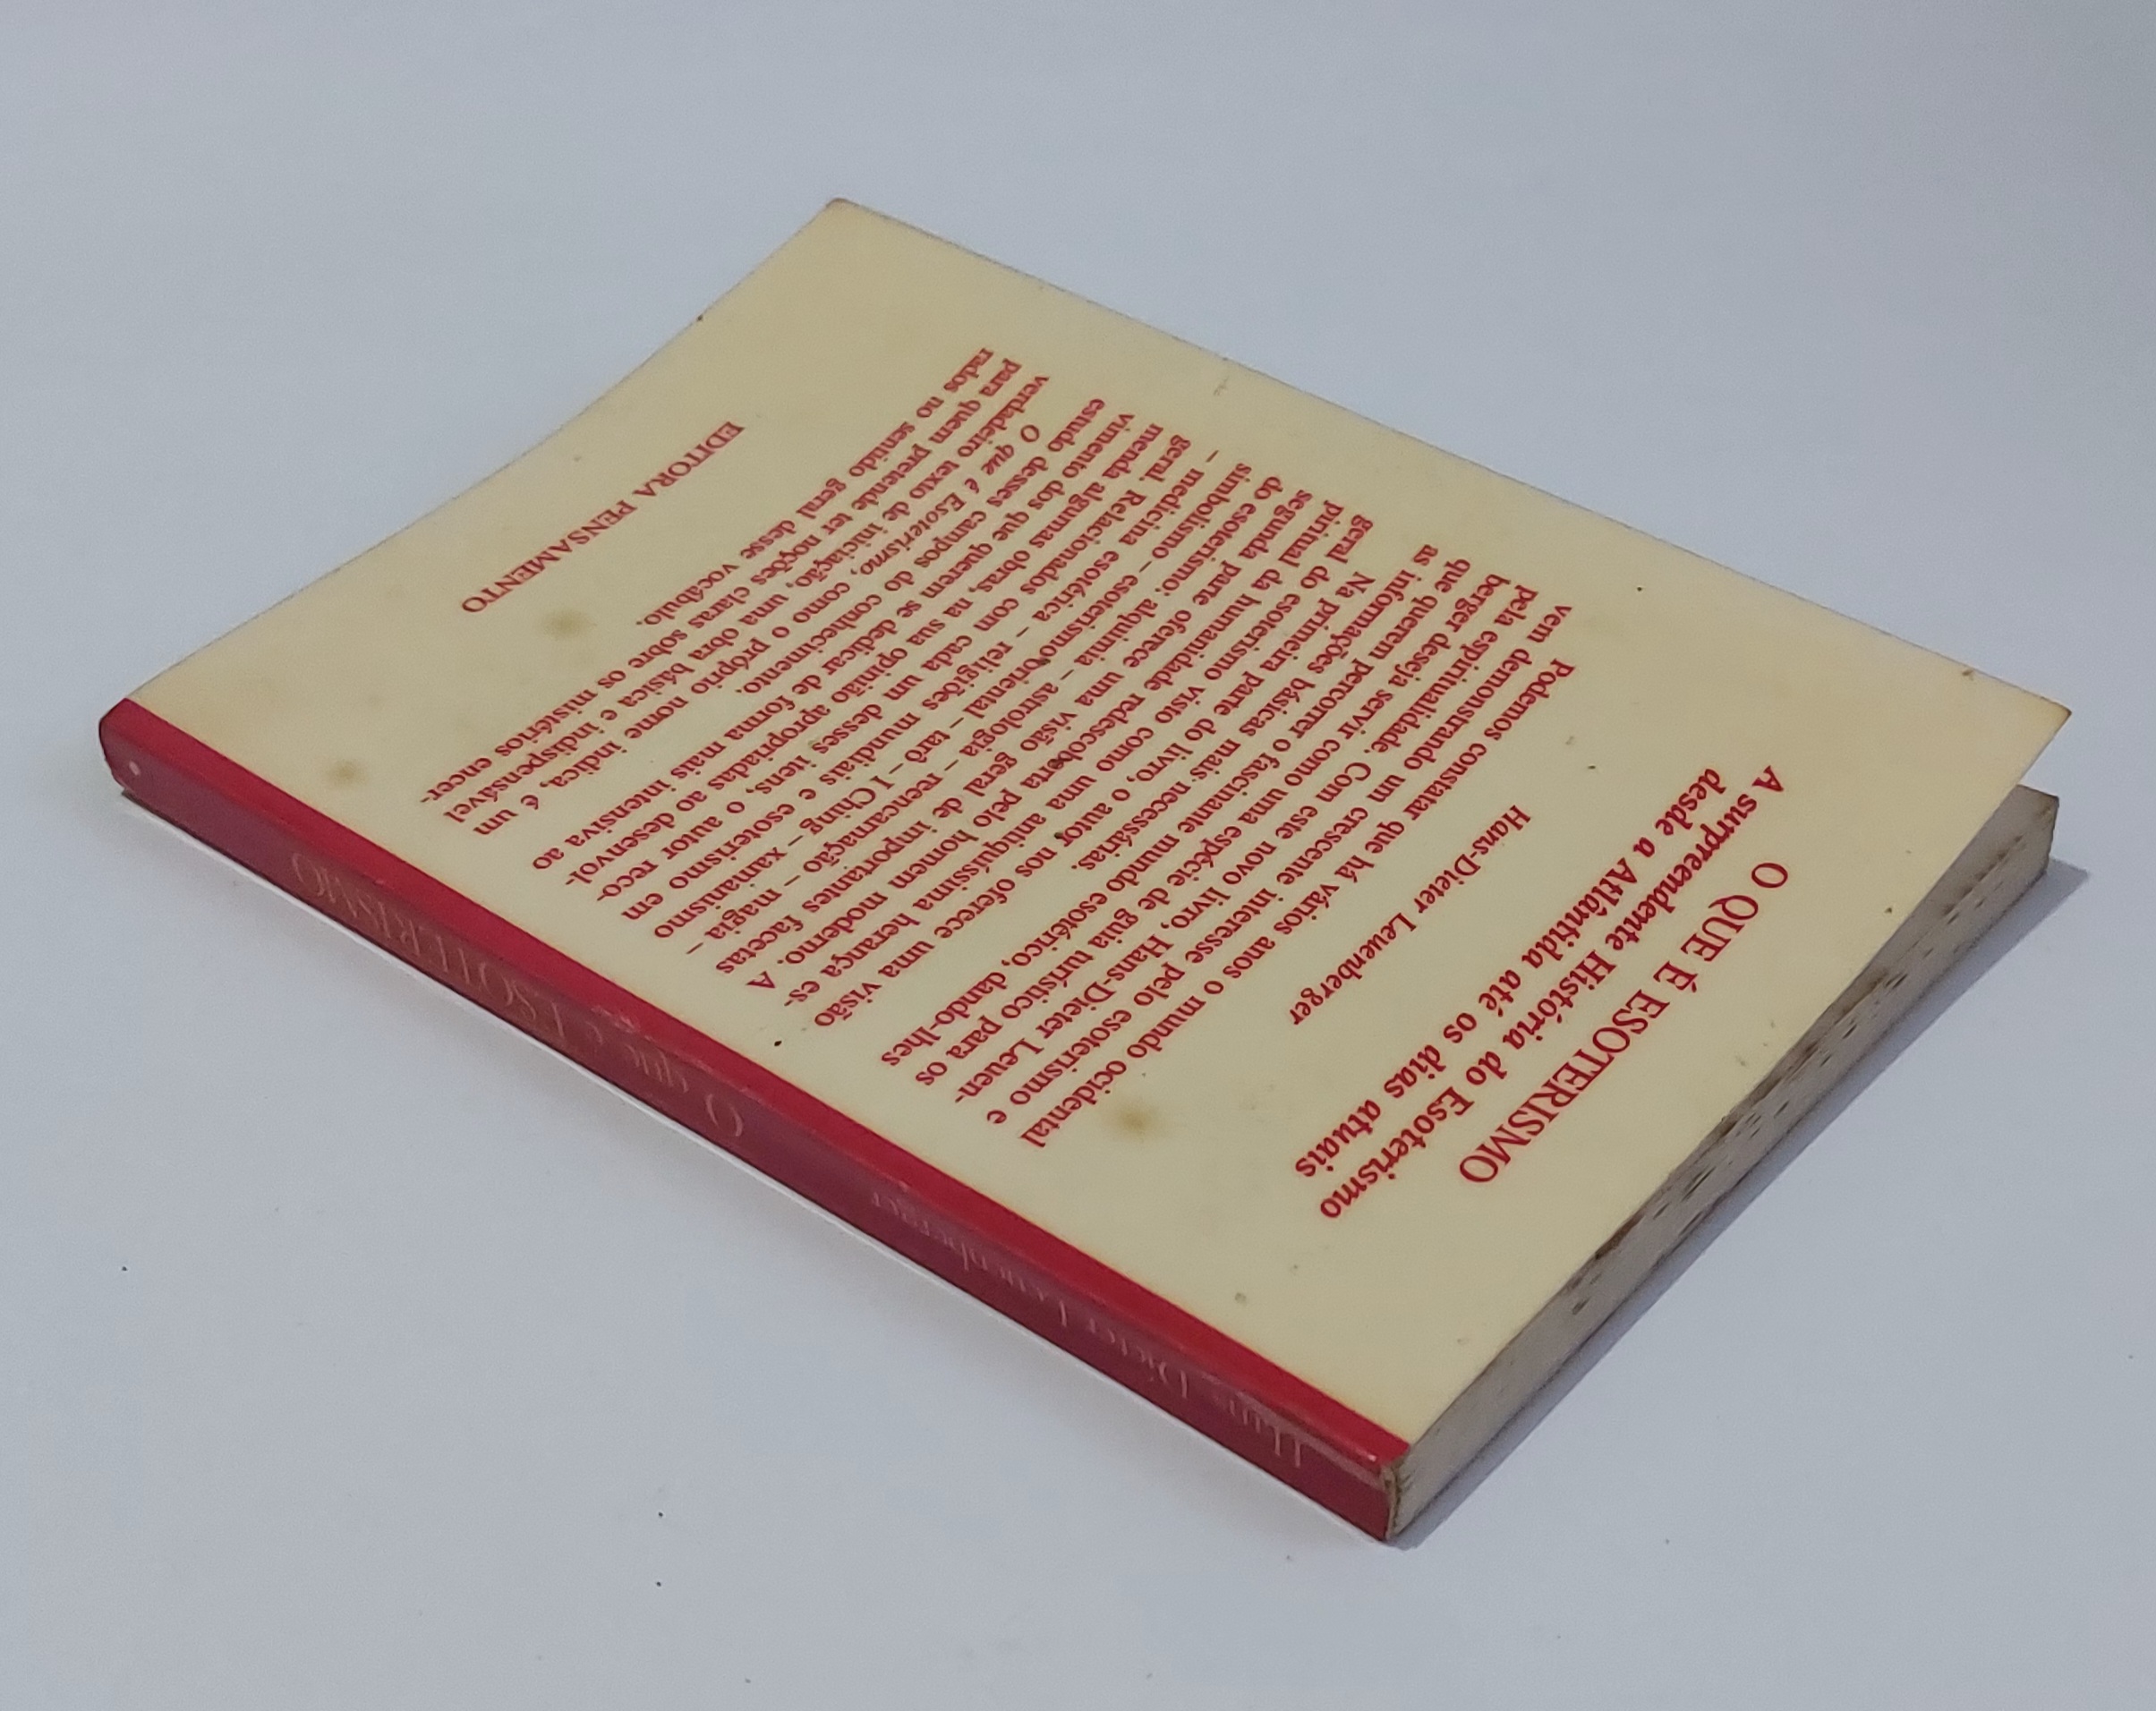 O QUE É ESOTERISMO
A surpreendente História do Esoterismo
desde a Atlântida até os dias atuais
Hans-Dieter Leuenberger
Podemos constatar que há vários anos o mundo ocidental
vem demonstrando um crescente interesse pelo esoterismo e
pela espiritualidade. Com este novo livro, Hans-Dieter Leuen-
berger deseja servir como uma espécie de guia turístico para os
que querem percorrer o fascinante mundo esotérico, dando-lhes
as informações básicas mais necessárias.
Na primeira parte do livro, o autor nos oferece uma visão
geral do esoterismo visto como uma antiquíssima herança es-
piritual da humanidade redescoberta pelo homem moderno. A
segunda parte oferece uma visão geral de importantes facetas
do esoterismo: alquimia – astrologia – reencarnação – magia –
simbolismo – esoterismo oriental – tarô – I Ching – xamanismo
– medicina esotérica – religiões mundiais e esoterismo em
geral. Relacionados com cada um desses itens, o autor reco-
menda algumas obras, na sua opinião apropriadas ao desenvol-
vimento dos que querem se dedicar de forma mais intensiva ao
estudo desses campos do conhecimento.
O que é Esoterismo, como o próprio nome indica, é um
verdadeiro texto de iniciação, uma obra básica e indispensável
para quem pretende ter noções claras sobre os mistérios encer-
rados no sentido geral desse vocábulo.
EDITORA PENSAMENTO
Hans-Dieter Leuenberger
O que é ESOTERISMO